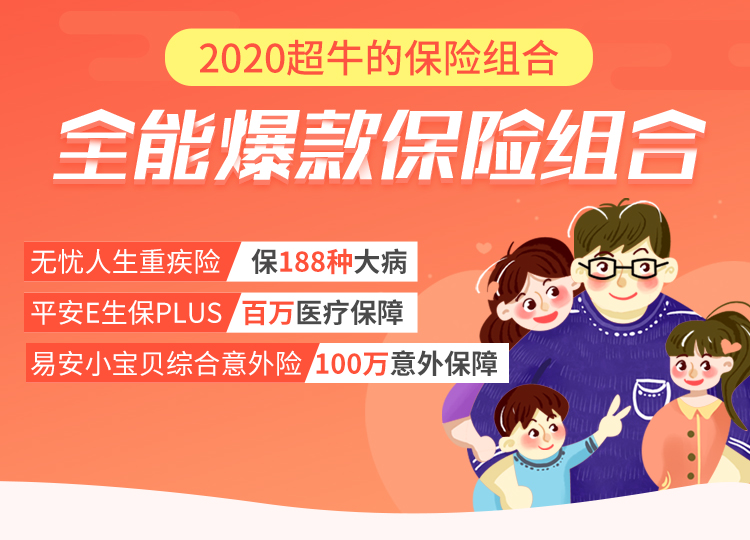 2020超牛的保险组合
全能爆款保险组合
无忧人生重疾险 保188种大病
平安E生保PLUS 百万医疗保障
易安小宝贝综合意外险 100万意外保障